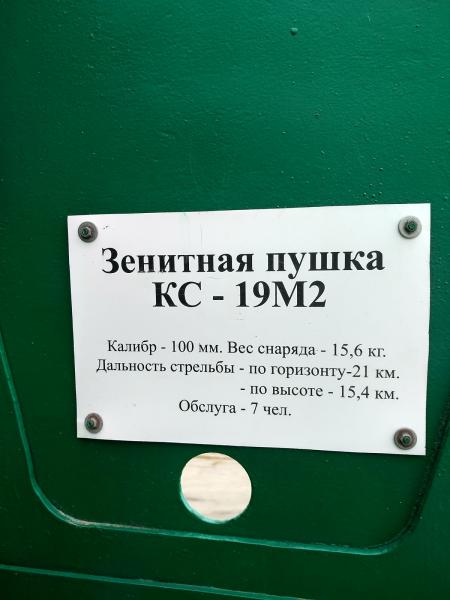 Зенитная пушка
КС - 19М2
Калибр - 100 мм. Вес снаряда - 15,6 кг.
Дальность стрельбы - по горизонту-21 км.
- по высоте - 15,4 км.
Обслуга - 7 чел.